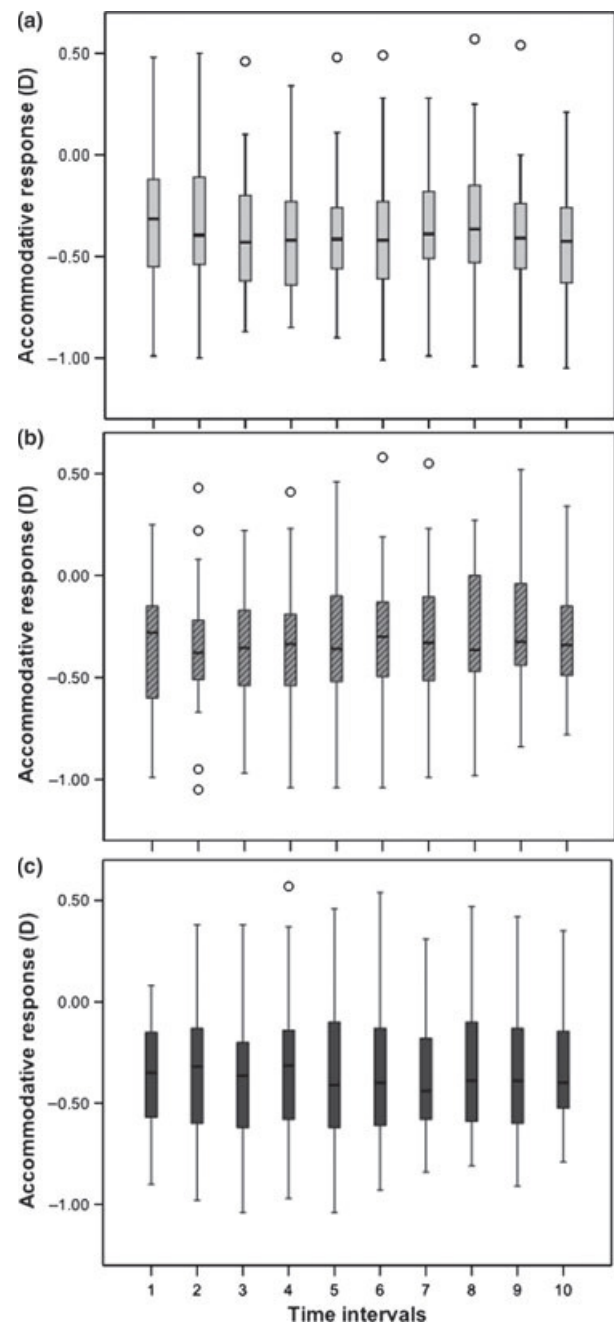 (a)
0.50
0.00
–0.50
–1.00
Accommodative response (D)
(b)
0.50
0.00
–0.50
–1.00
Accommodative response (D)
(c)
0.50
0.00
–0.50
–1.00
Accommodative response (D)
1 2 3 4 5 6 7 8 9 10
Time intervals